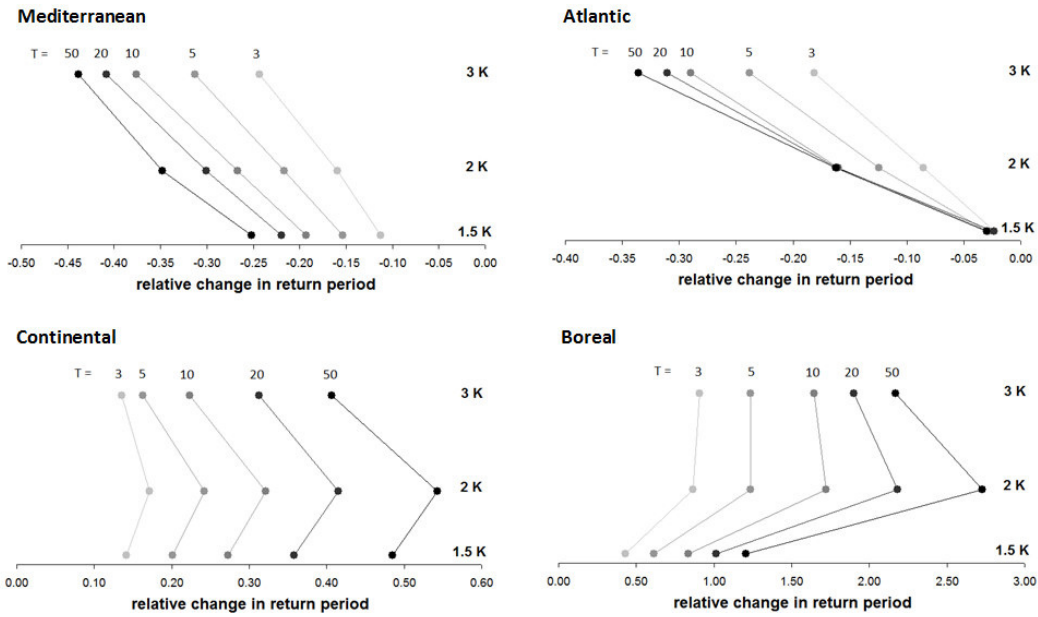 Mediterranean
T = 50 20 10 5 3
3 K
2 K
1.5 K
-0.50 -0.45 -0.40 -0.35 -0.30 -0.25 -0.20 -0.15 -0.10 -0.05 0.00
relative change in return period
Atlantic
T = 50 20 10 5 3
3 K
2 K
1.5 K
-0.40 -0.35 -0.30 -0.25 -0.20 -0.15 -0.10 -0.05 0.00
relative change in return period
Continental
T = 3 5 10 20 50
3 K
2 K
1.5 K
0.00 0.10 0.20 0.30 0.40 0.50 0.60
relative change in return period
Boreal
T = 3 5 10 20 50
3 K
2 K
1.5 K
0.00 0.50 1.00 1.50 2.00 2.50 3.00
relative change in return period